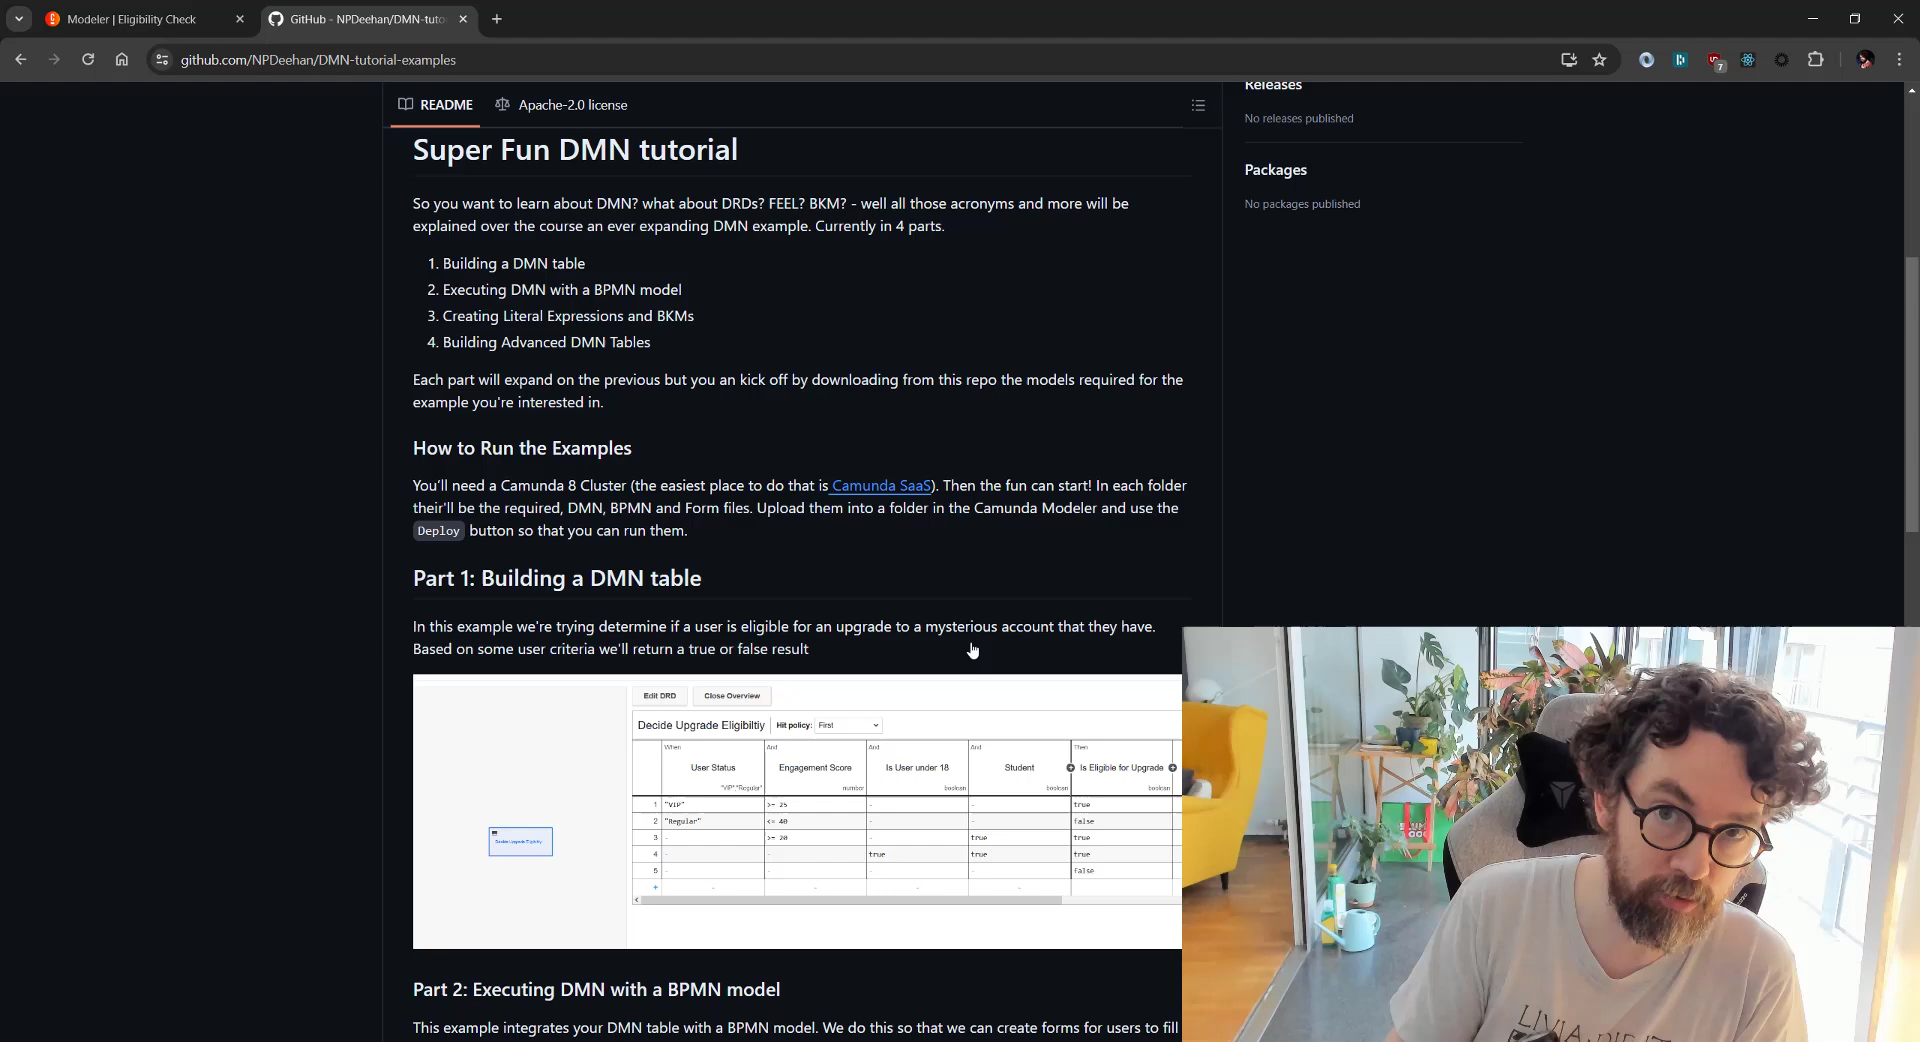 Modeler | Eligibility Check
GitHub - NPDeehan/DMN-tuto
github.com/NPDeehan/DMN-tutorial-examples
7
README
Apache-2.0 license
Releases
No releases published
Packages
No packages published
Super Fun DMN tutorial
So you want to learn about DMN? what about DRDs? FEEL? BKM? - well all those acronyms and more will be
explained over the course an ever expanding DMN example. Currently in 4 parts.
1. Building a DMN table
2. Executing DMN with a BPMN model
3. Creating Literal Expressions and BKMs
4. Building Advanced DMN Tables
Each part will expand on the previous but you an kick off by downloading from this repo the models required for the
example you're interested in.
How to Run the Examples
You'll need a Camunda 8 Cluster (the easiest place to do that is Camunda SaaS). Then the fun can start! In each folder
their'll be the required, DMN, BPMN and Form files. Upload them into a folder in the Camunda Modeler and use the
Deploy button so that you can run them.
Part 1: Building a DMN table
In this example we're trying determine if a user is eligible for an upgrade to a mysterious account that they have.
Based on some user criteria we'll return a true or false result
Edit DRD Close Overview
Decide Upgrade Eligibiltiy Hit policy: First
When And And And Then
User Status Engagement Score Is User under 18 Student Is Eligible for Upgrade
"VIP","Regular" number boolean boolean boolean
1 "VIP" >= 25 - - true
2 "Regular" <= 40 - - false
3 - >= 20 - true true
4 - - true true true
5 - - - - false
+ - - - -
Decide Upgrade Eligibiltiy
Part 2: Executing DMN with a BPMN model
This example integrates your DMN table with a BPMN model. We do this so that we can create forms for users to fill